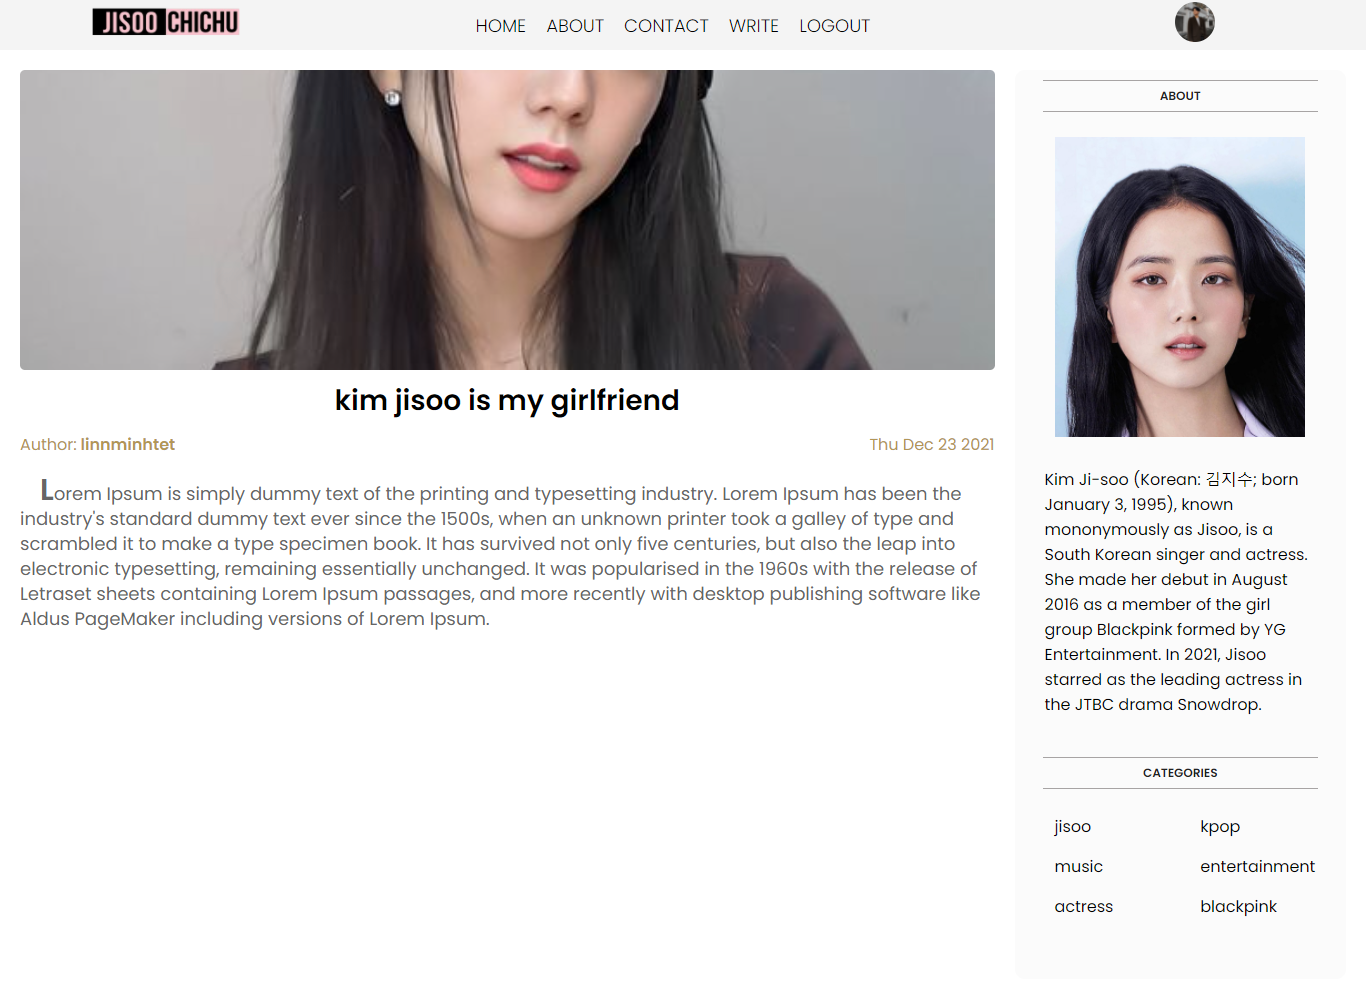 JISOO CHICHU
HOME ABOUT CONTACT WRITE LOGOUT
kim jisoo is my girlfriend
Author: linnminhtet
Thu Dec 23 2021
Lorem Ipsum is simply dummy text of the printing and typesetting industry. Lorem Ipsum has been the
industry's standard dummy text ever since the 1500s, when an unknown printer took a galley of type and
scrambled it to make a type specimen book. It has survived not only five centuries, but also the leap into
electronic typesetting, remaining essentially unchanged. It was popularised in the 1960s with the release of
Letraset sheets containing Lorem Ipsum passages, and more recently with desktop publishing software like
Aldus PageMaker including versions of Lorem Ipsum.
ABOUT
Kim Ji-soo (Korean: 김지수; born
January 3, 1995), known
mononymously as Jisoo, is a
South Korean singer and actress.
She made her debut in August
2016 as a member of the girl
group Blackpink formed by YG
Entertainment. In 2021, Jisoo
starred as the leading actress in
the JTBC drama Snowdrop.
CATEGORIES
jisoo kpop
music entertainment
actress blackpink